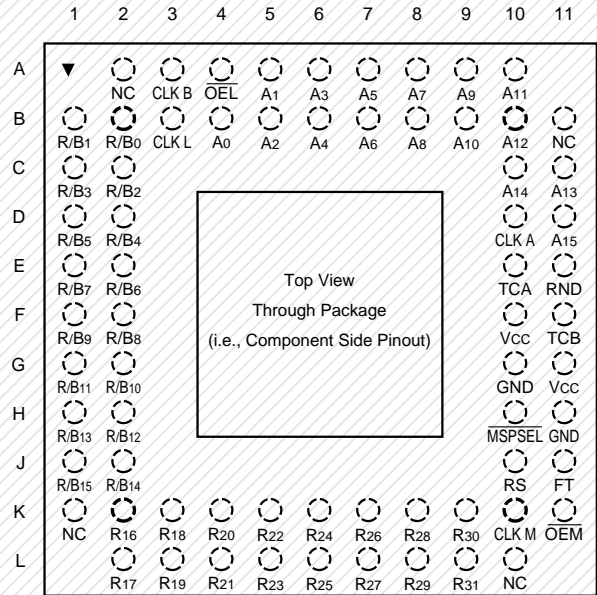 1 2 3 4 5 6 7 8 9 10 11
A
NC CLK B OEL A1 A3 A5 A7 A9 A11
B
R/B1 R/B0 CLK L A0 A2 A4 A6 A8 A10 A12 NC
C
R/B3 R/B2 A14 A13
D
R/B5 R/B4 CLK A A15
E
R/B7 R/B6 TCA RND
F
R/B9 R/B8 VCC TCB
G
R/B11 R/B10 GND VCC
H
R/B13 R/B12 MSPSEL GND
J
R/B15 R/B14 RS FT
K
NC R16 R18 R20 R22 R24 R26 R28 R30 CLK M OEM
L
R17 R19 R21 R23 R25 R27 R29 R31 NC
Top View
Through Package
(i.e., Component Side Pinout)